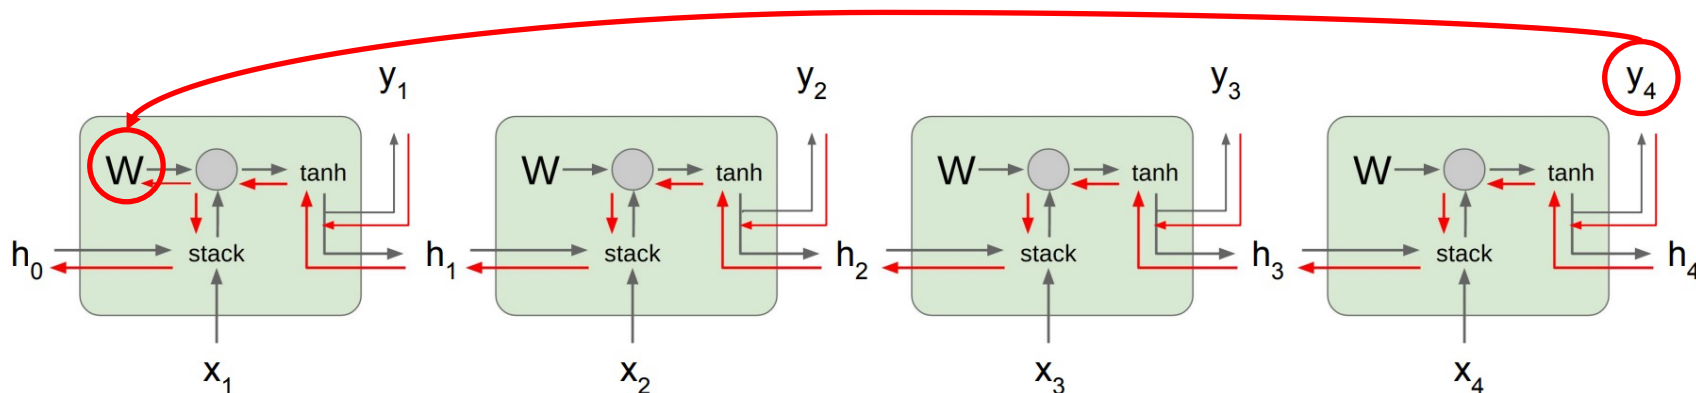 y1 y2 y3 y4
W tanh W tanh W tanh W tanh
h0 stack h1 stack h2 stack h3 stack h4
x1 x2 x3 x4